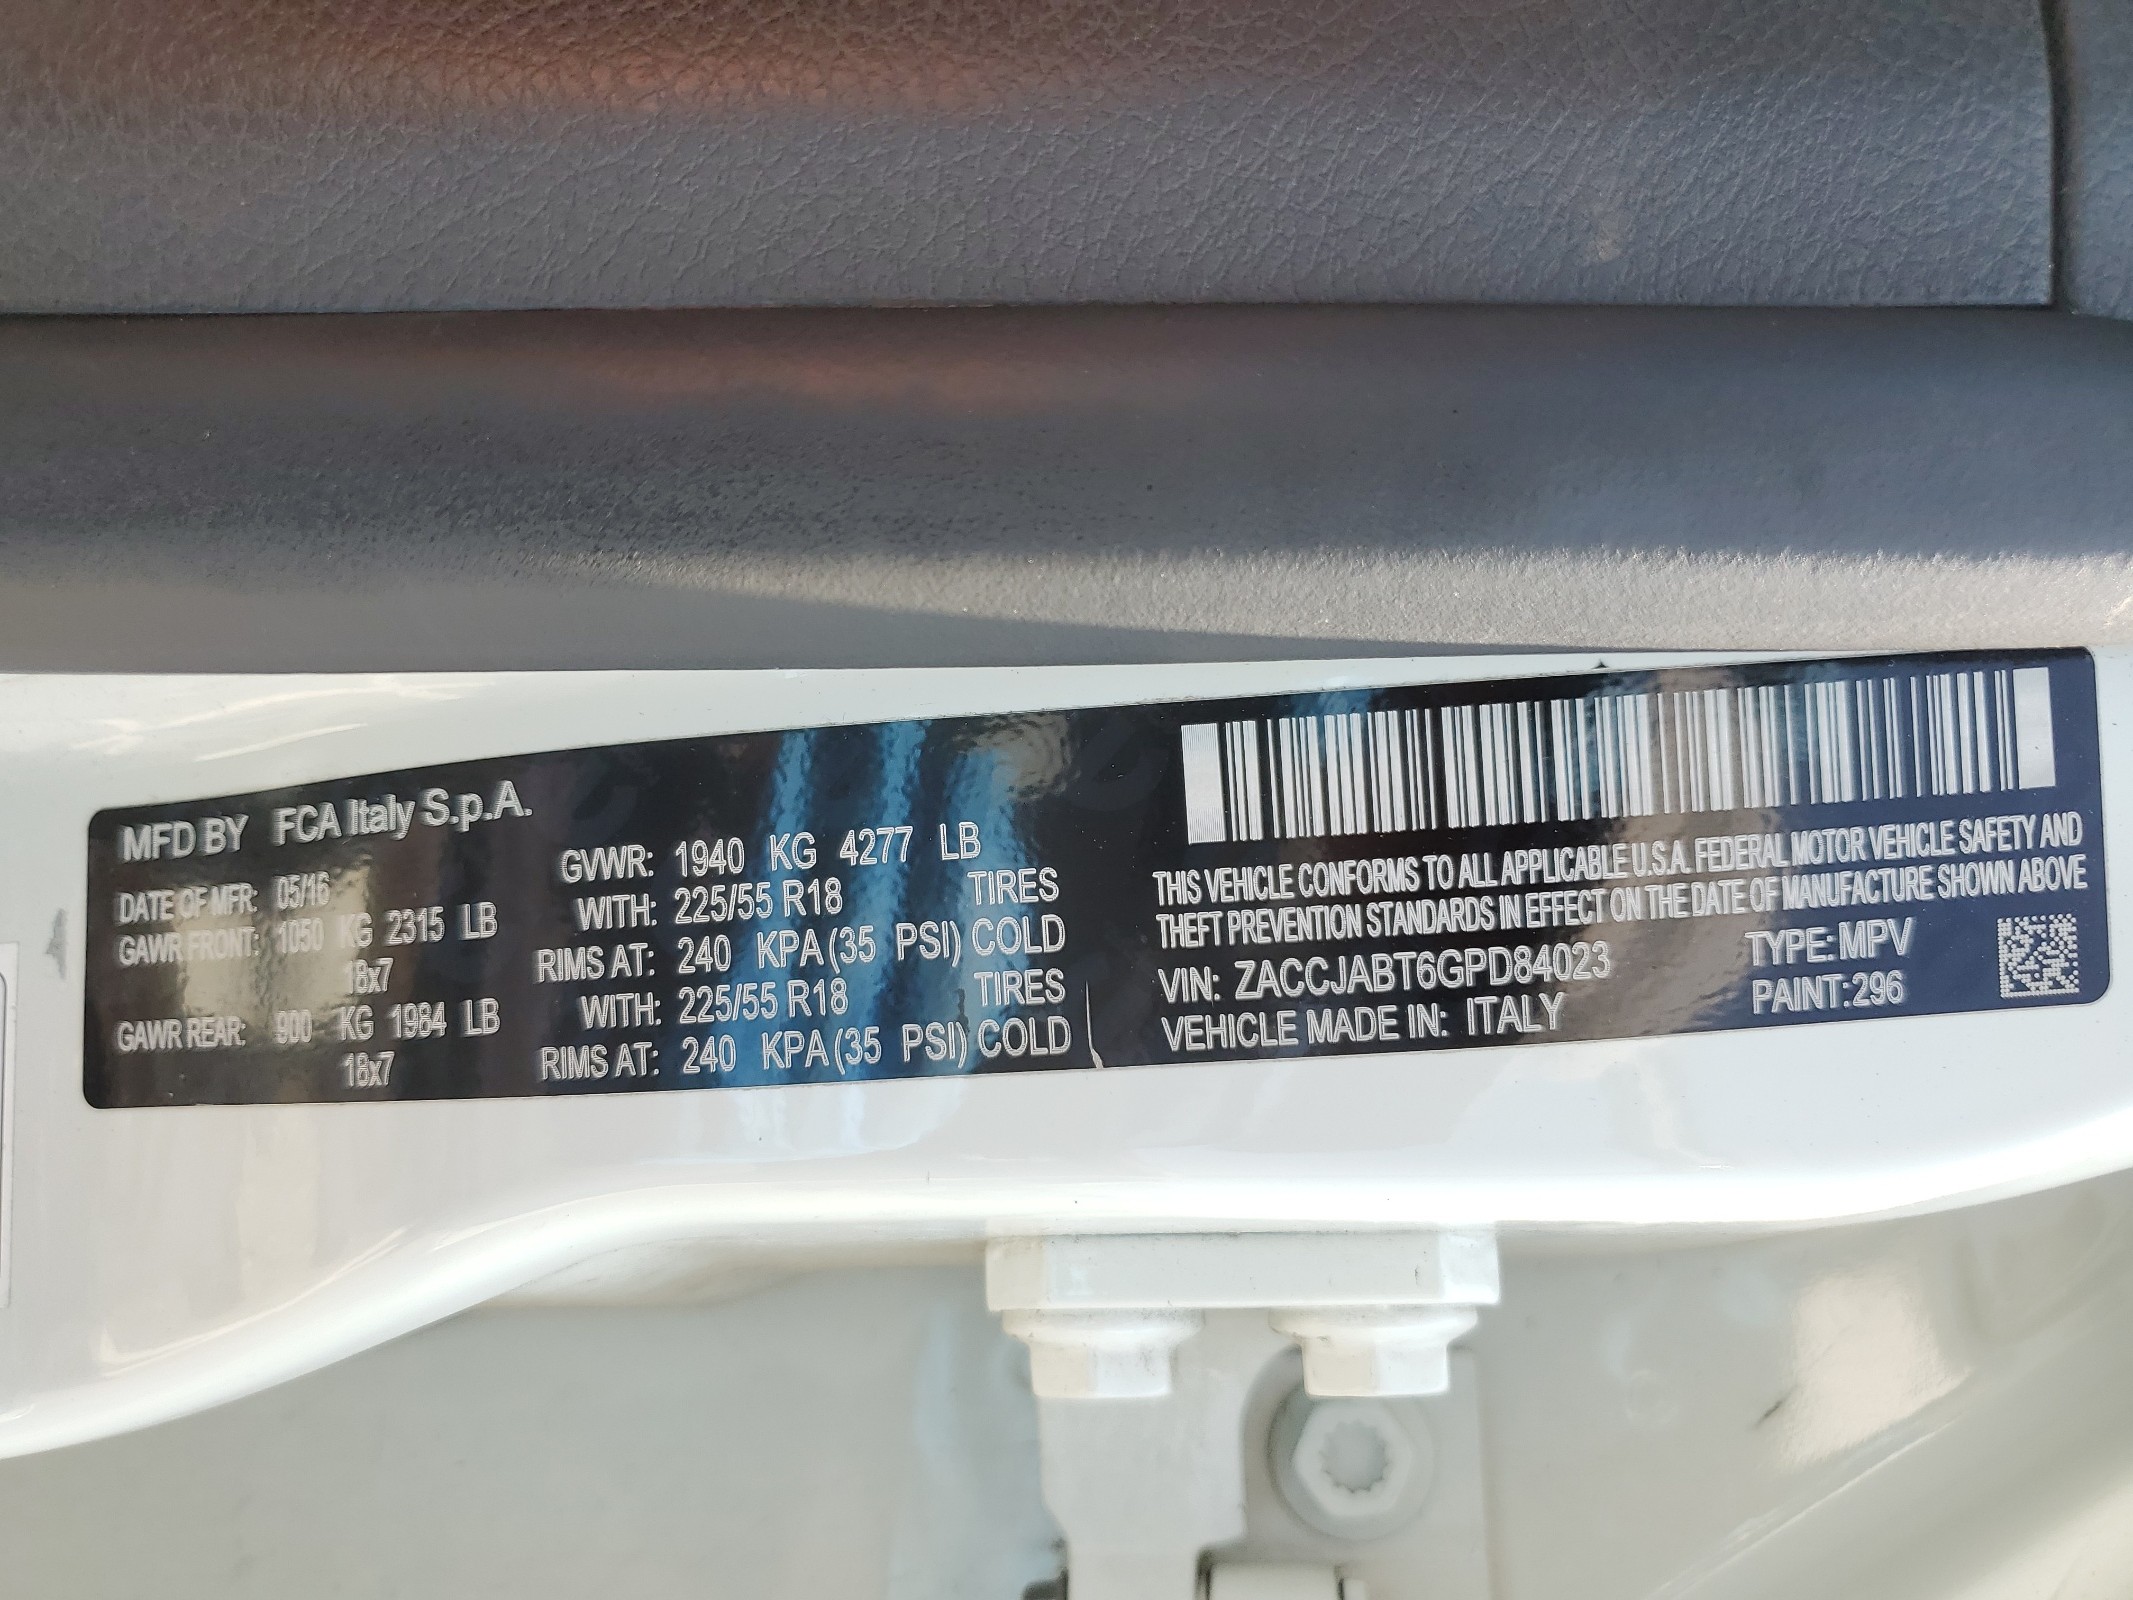 MFD BY FCA Italy S.p.A.
DATE OF MFR: 05/16
GVWR: 1940 KG 4277 LB
GAWR FRONT: 1050 KG 2315 LB
WITH: 225/55 R18 TIRES
18x7
RIMS AT: 240 KPA (35 PSI) COLD
GAWR REAR: 900 KG 1984 LB
WITH: 225/55 R18 TIRES
18x7
RIMS AT: 240 KPA (35 PSI) COLD
THIS VEHICLE CONFORMS TO ALL APPLICABLE U.S.A. FEDERAL MOTOR VEHICLE SAFETY AND
THEFT PREVENTION STANDARDS IN EFFECT ON THE DATE OF MANUFACTURE SHOWN ABOVE
VIN: ZACCJABT6GPD84023 TYPE: MPV
VEHICLE MADE IN: ITALY PAINT: 296